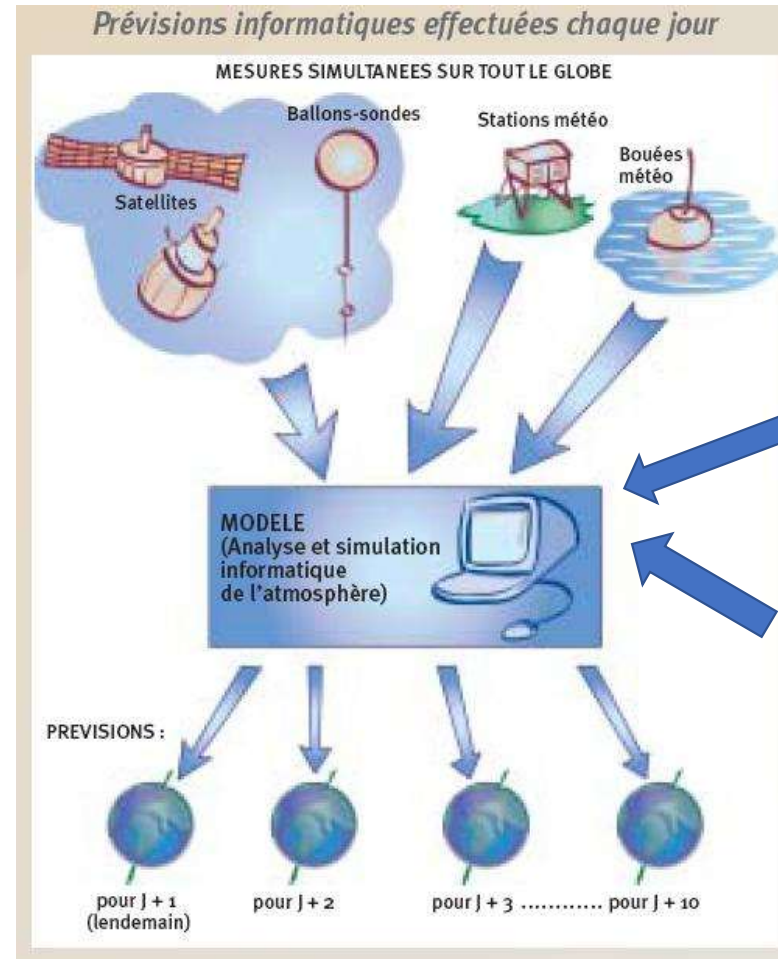 Prévisions informatiques effectuées chaque jour
MESURES SIMULTANEES SUR TOUT LE GLOBE
Ballons-sondes
Stations météo
Bouées
météo
Satellites
MODELE
(Analyse et simulation
informatique
de l'atmosphère)
PREVISIONS :
pour J + 1
(lendemain)
pour J + 2
pour J + 3 ............ pour J + 10